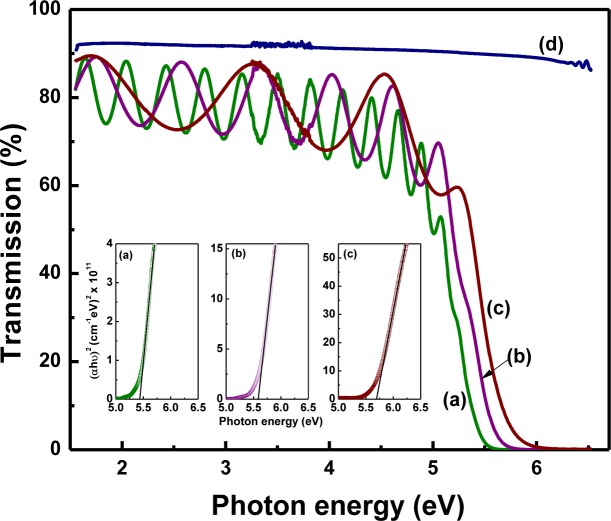 100
(d)
80
60
40
20
0
Transmission (%)
2
3
4
5
6
Photon energy (eV)
(a)
(b)
(c)
(αhυ)² (cm⁻¹eV)² x 10⁻¹¹
4
3
2
1
0
(a)
5.0 5.5 6.0 6.5
15
10
5
0
(b)
5.0 5.5 6.0 6.5
50
40
30
20
10
0
(c)
5.0 5.5 6.0 6.5
Photon energy (eV)